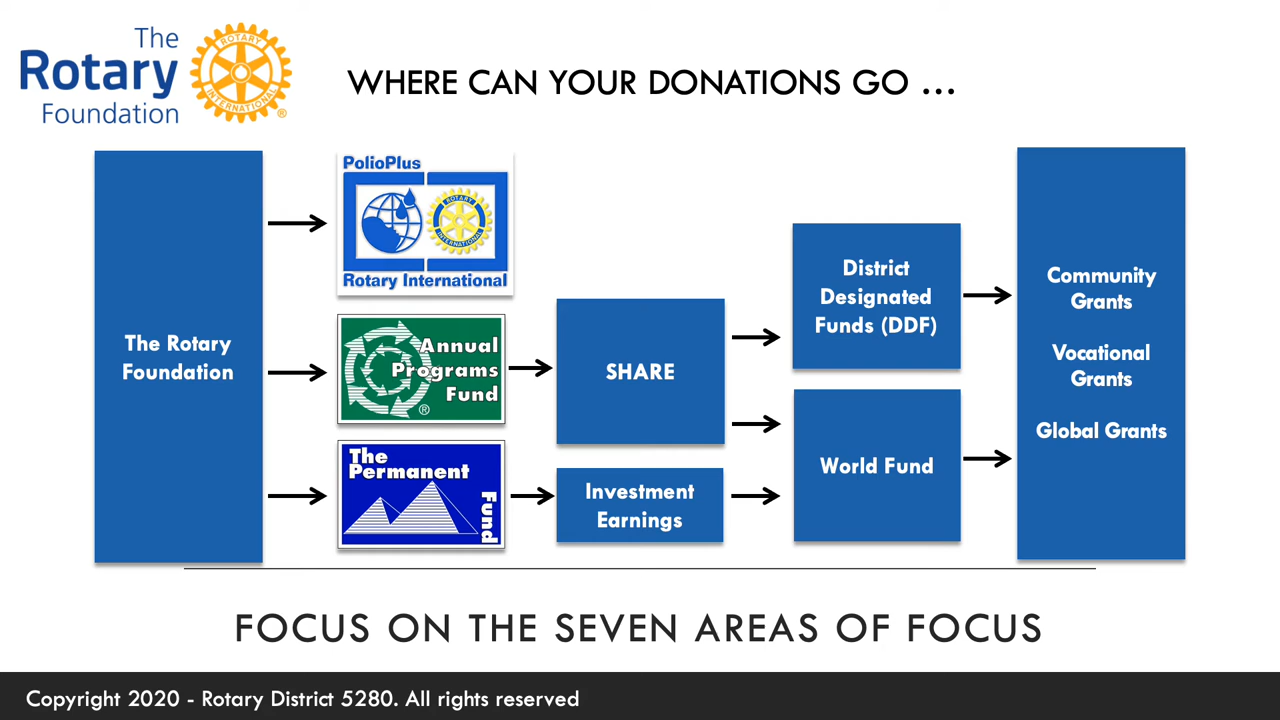 The
Rotary
Foundation
ROTARY
INTERNATIONAL
®
WHERE CAN YOUR DONATIONS GO ...
The Rotary
Foundation
PolioPlus
ROTARY
INTERNATIONAL
Rotary International
Annual
Programs
Fund
®
The
Permanent
Fund
SHARE
Investment
Earnings
District
Designated
Funds (DDF)
World Fund
Community
Grants
Vocational
Grants
Global Grants
FOCUS ON THE SEVEN AREAS OF FOCUS
Copyright 2020 - Rotary District 5280. All rights reserved